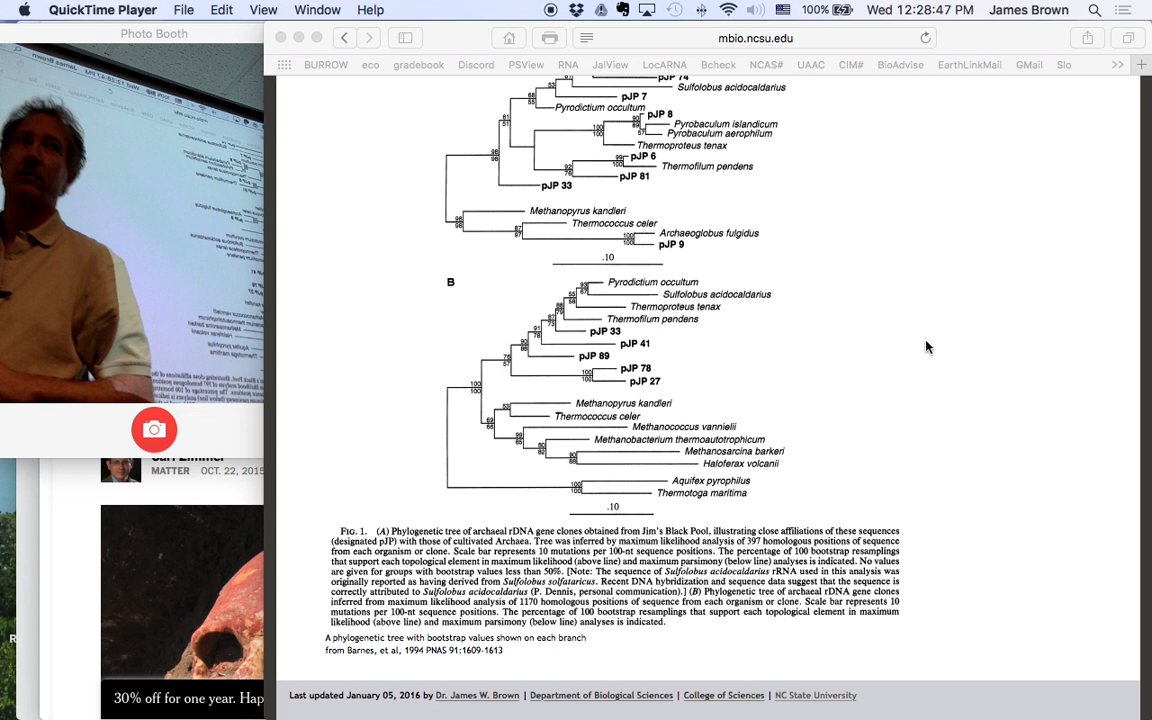 QuickTime Player File Edit View Window Help 100% Wed 12:28:47 PM James Brown
Photo Booth
mbio.ncsu.edu
BURROW eco gradebook Discord PSView RNA JalView LocARNA Bcheck NCAS# UAAC CIM# BioAdvise EarthLinkMail GMail Slo
pJP 74
Sulfolobus acidocaldarius
pJP 7
Pyrodictium occultum
pJP 8
Pyrobaculum islandicum
Pyrobaculum aerophilum
Thermoproteus tenax
pJP 6
Thermofilum pendens
pJP 81
pJP 33
Methanopyrus kandleri
Thermococcus celer
Archaeoglobus fulgidus
pJP 9
.10
B
Pyrodictium occultum
Sulfolobus acidocaldarius
Thermoproteus tenax
Thermofilum pendens
pJP 33
pJP 41
pJP 89
pJP 78
pJP 27
Methanopyrus kandleri
Thermococcus celer
Methanococcus vannielii
Methanobacterium thermoautotrophicum
Methanosarcina barkeri
Haloferax volcanii
Aquifex pyrophilus
Thermotoga maritima
.10
FIG. 1. (A) Phylogenetic tree of archaeal rDNA gene clones obtained from Jim's Black Pool, illustrating close affiliations of these sequences
(designated pJP) with those of cultivated Archaea. Tree was inferred by maximum likelihood analysis of 397 homologous positions of sequence
from each organism or clone. Scale bar represents 10 mutations per 100-nt sequence positions. The percentage of 100 bootstrap resamplings
that support each topological element in maximum likelihood (above line) and maximum parsimony (below line) analyses is indicated. No values
are given for groups with bootstrap values less than 50%. [Note: The sequence of Sulfolobus acidocaldarius rRNA used in this analysis was
originally reported as having derived from Sulfolobus solfataricus. Recent DNA hybridization and sequence data suggest that the sequence is
correctly attributed to Sulfolobus acidocaldarius (P. Dennis, personal communication).] (B) Phylogenetic tree of archaeal rDNA gene clones
inferred from maximum likelihood analysis of 1170 homologous positions of sequence from each organism or clone. Scale bar represents 10
mutations per 100-nt sequence positions. The percentage of 100 bootstrap resamplings that support each topological element in maximum
likelihood (above line) and maximum parsimony (below line) analyses is indicated.
A phylogenetic tree with bootstrap values shown on each branch
from Barnes, et al, 1994 PNAS 91:1609-1613
Last updated January 05, 2016 by Dr. James W. Brown | Department of Biological Sciences | College of Sciences | NC State University
Carl Zimmer
MATTER OCT. 22, 2015
30% off for one year. Hap